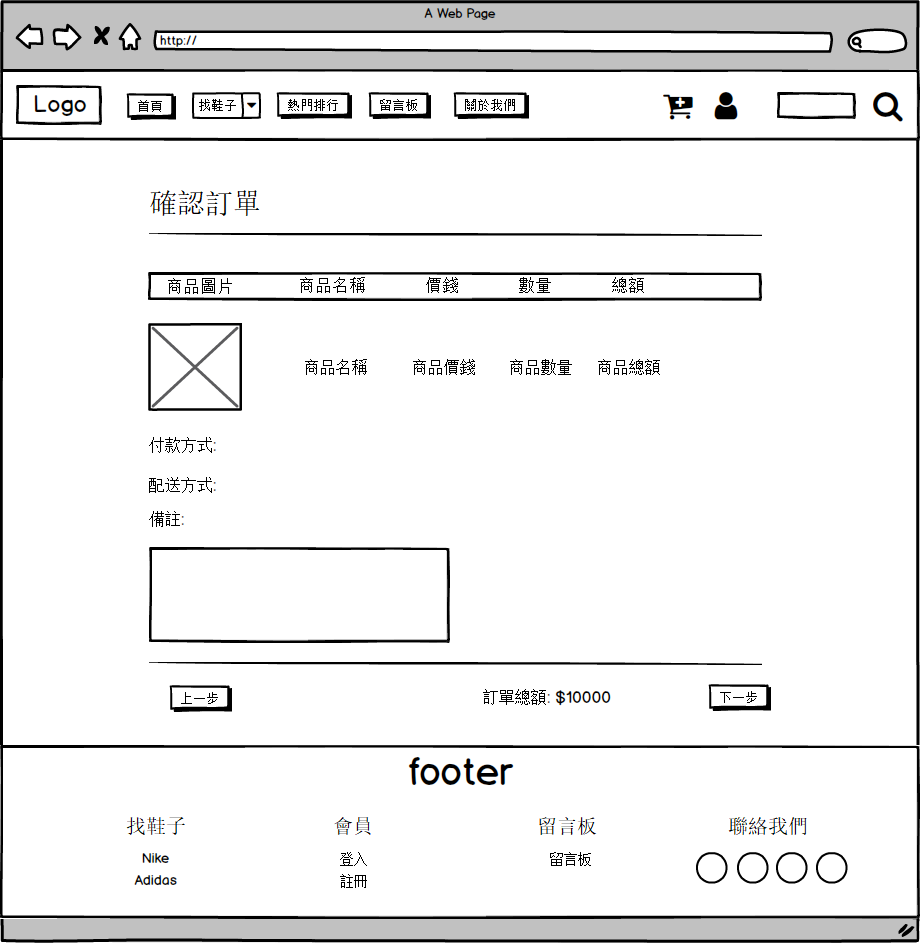 A Web Page
http://
Logo 首頁 找鞋子 熱門排行 留言板 關於我們
確認訂單
商品圖片 商品名稱 價錢 數量 總額
商品名稱 商品價錢 商品數量 商品總額
付款方式:
配送方式:
備註:
上一步 訂單總額: $10000 下一步
footer
找鞋子 會員 留言板 聯絡我們
Nike 登入 留言板
Adidas 註冊